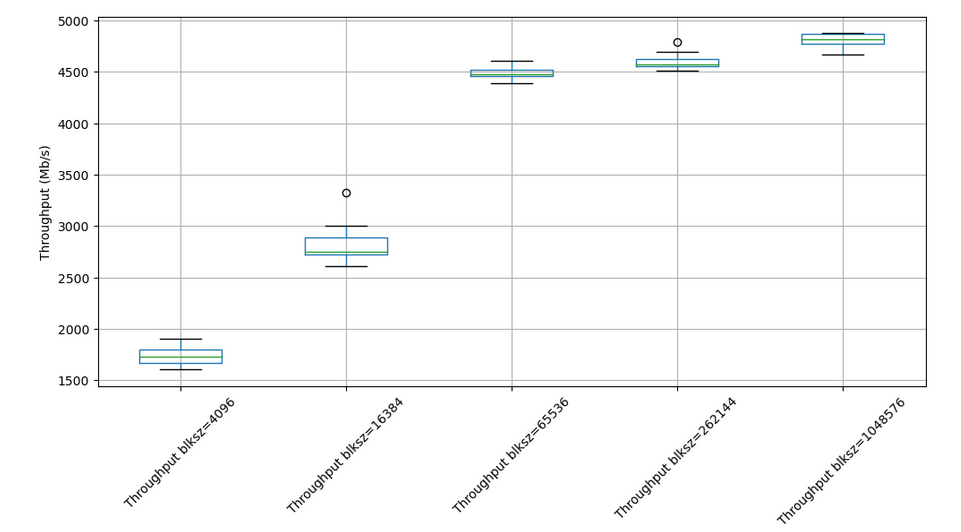 5000
4500
4000
3500
3000
2500
2000
1500
Throughput (Mb/s)
Throughput blksz=4096
Throughput blksz=16384
Throughput blksz=65536
Throughput blksz=262144
Throughput blksz=1048576